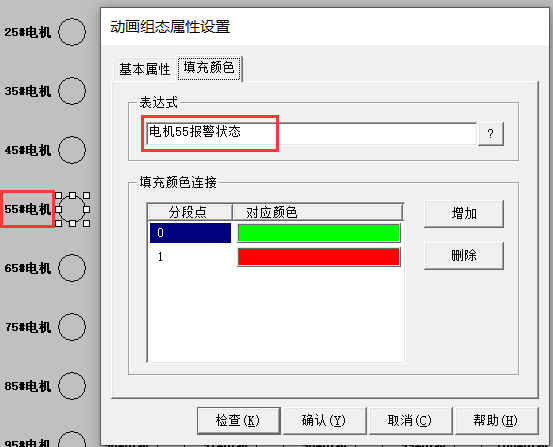 25#电机
35#电机
45#电机
55#电机
65#电机
75#电机
85#电机
95#电机
动画组态属性设置
基本属性 填充颜色
表达式
电机55报警状态 ?
填充颜色连接
分段点 对应颜色
0
1
增加
删除
检查(K) 确认(Y) 取消(C) 帮助(H)